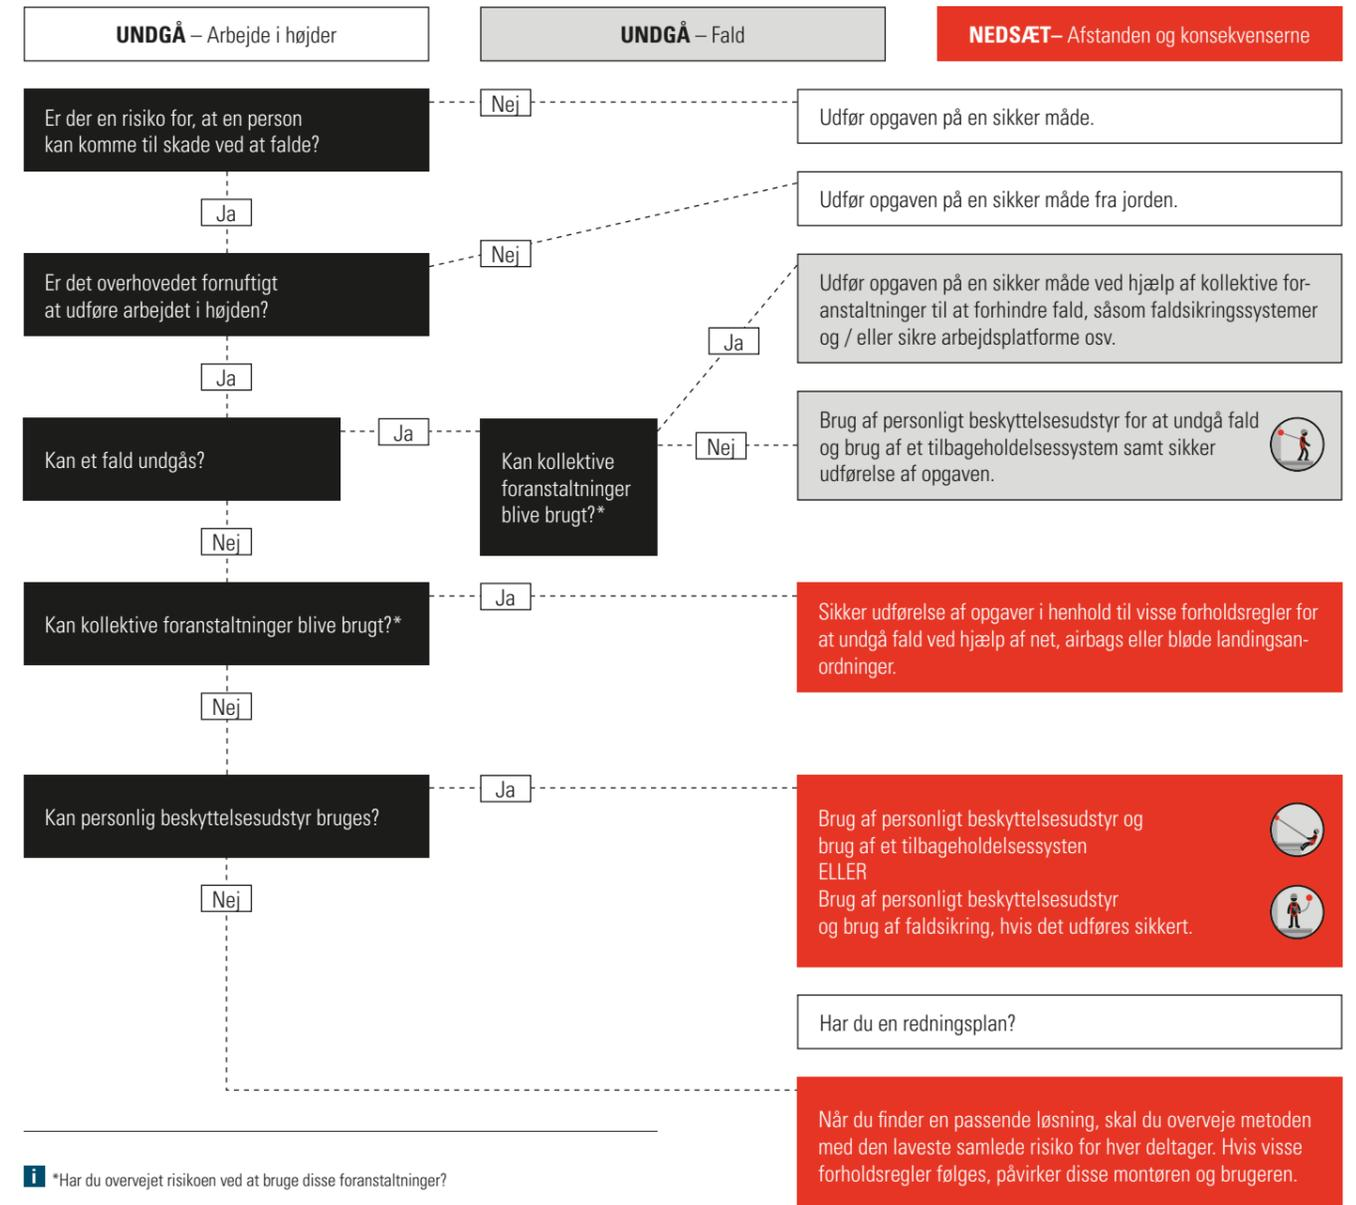 UNDGÅ – Arbejde i højder
UNDGÅ – Fald
NEDSÆT– Afstanden og konsekvenserne
Er der en risiko for, at en person
kan komme til skade ved at falde?
Nej
Udfør opgaven på en sikker måde.
Ja
Er det overhovedet fornuftigt
at udføre arbejdet i højden?
Nej
Udfør opgaven på en sikker måde fra jorden.
Ja
Kan et fald undgås?
Ja
Kan kollektive
foranstaltninger
blive brugt?*
Ja
Udfør opgaven på en sikker måde ved hjælp af kollektive for-
anstaltninger til at forhindre fald, såsom faldsikringssystemer
og / eller sikre arbejdsplatforme osv.
Nej
Brug af personligt beskyttelsesudstyr for at undgå fald
og brug af et tilbageholdelsessystem samt sikker
udførelse af opgaven.
Nej
Kan kollektive foranstaltninger blive brugt?*
Ja
Sikker udførelse af opgaver i henhold til visse forholdsregler for
at undgå fald ved hjælp af net, airbags eller bløde landingsan-
ordninger.
Nej
Kan personlig beskyttelsesudstyr bruges?
Ja
Brug af personligt beskyttelsesudstyr og
brug af et tilbageholdelsessysten
ELLER
Brug af personligt beskyttelsesudstyr
og brug af faldsikring, hvis det udføres sikkert.
Nej
Har du en redningsplan?
Når du finder en passende løsning, skal du overveje metoden
med den laveste samlede risiko for hver deltager. Hvis visse
forholdsregler følges, påvirker disse montøren og brugeren.
i *Har du overvejet risikoen ved at bruge disse foranstaltninger?